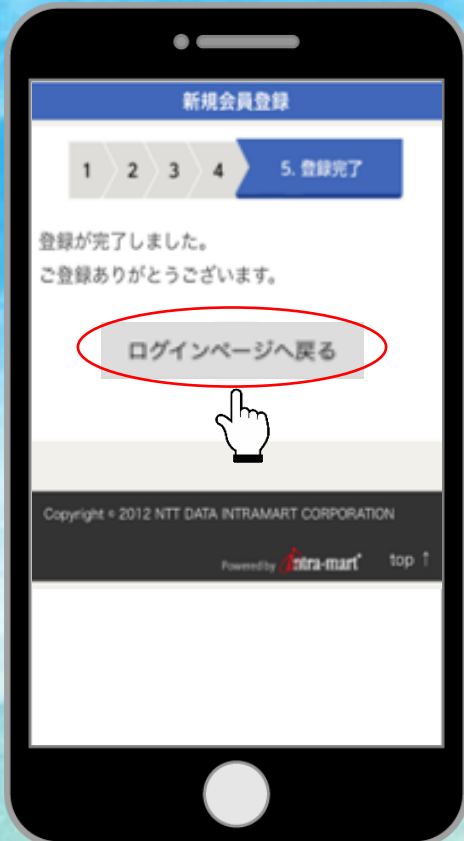 新規会員登録
1 2 3 4 5. 登録完了
登録が完了しました。
ご登録ありがとうございます。
ログインページへ戻る
Copyright © 2012 NTT DATA INTRAMART CORPORATION
Powered by intra-mart top ↑